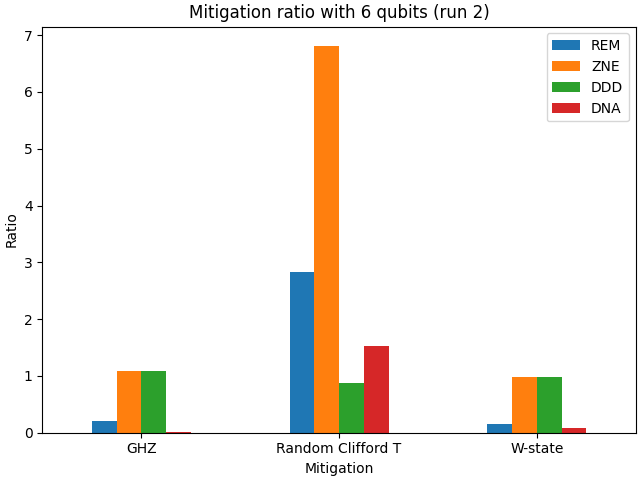 Mitigation ratio with 6 qubits (run 2)
REM
ZNE
DDD
DNA
7
6
5
4
3
2
1
0
Ratio
GHZ
Random Clifford T
W-state
Mitigation